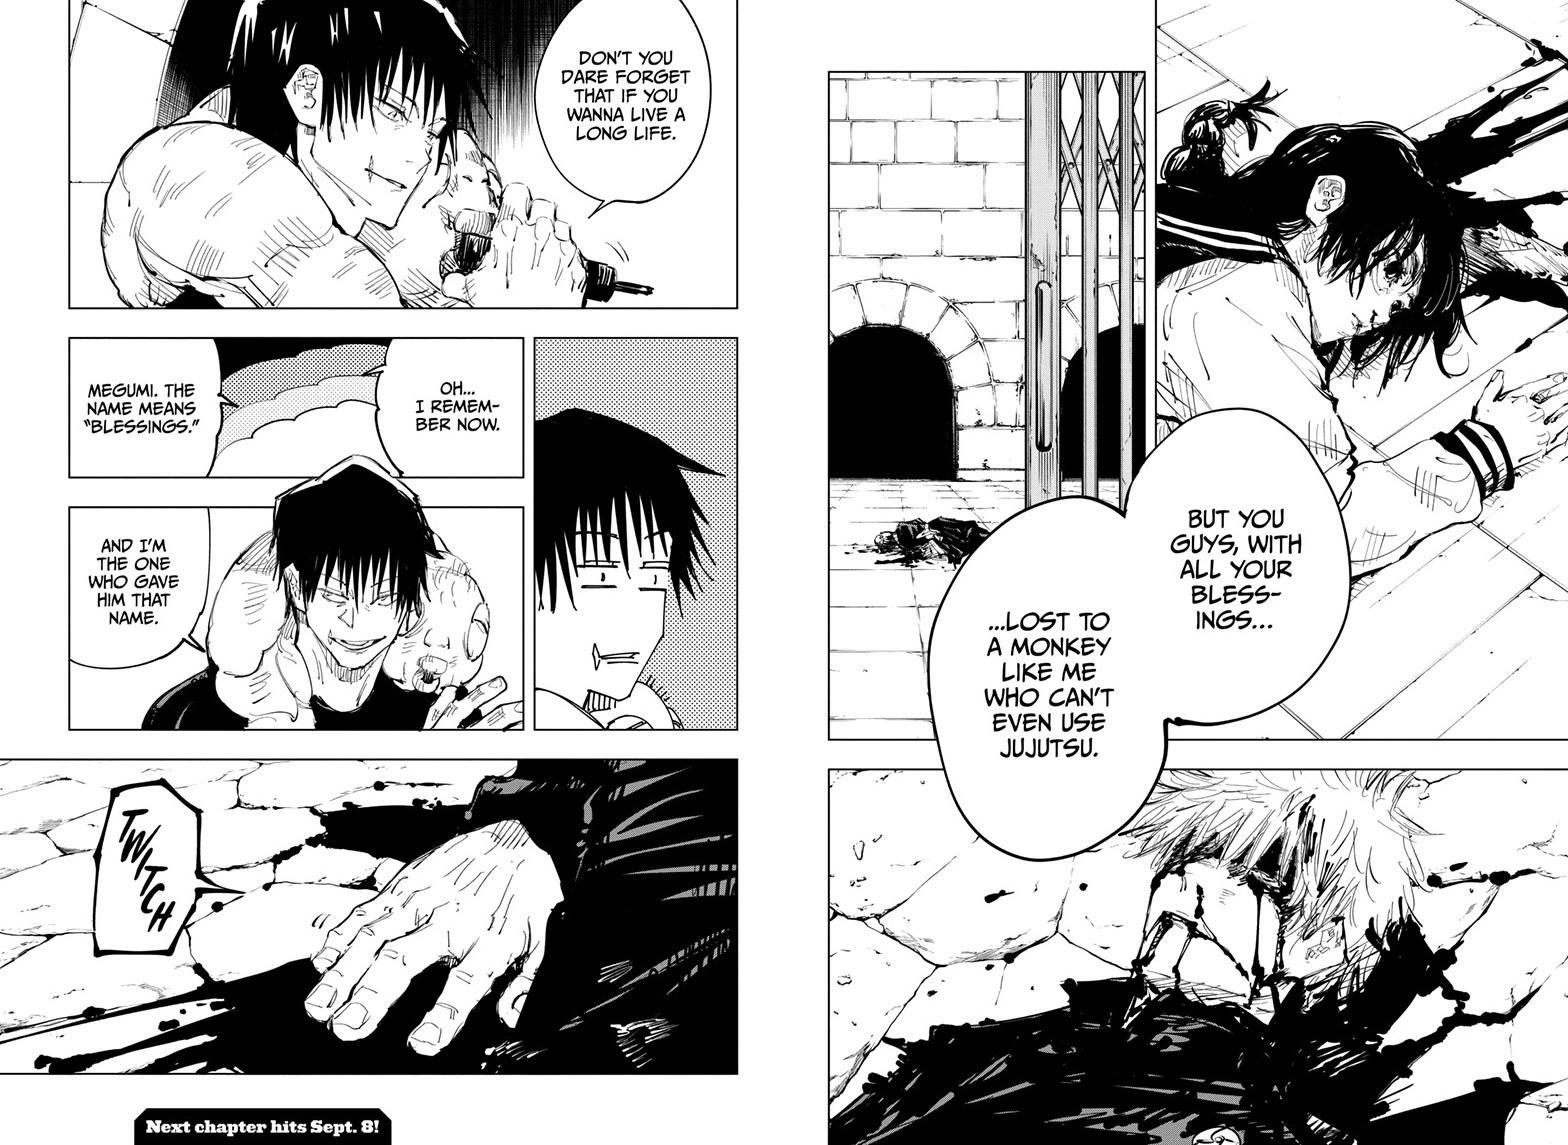 BUT YOU
GUYS, WITH
ALL YOUR
BLESS-
INGS...
...LOST TO
A MONKEY
LIKE ME
WHO CAN'T
EVEN USE
JUJUTSU.
DON'T YOU
DARE FORGET
THAT IF YOU
WANNA LIVE A
LONG LIFE.
OH...
I REMEM-
BER NOW.
MEGUMI. THE
NAME MEANS
"BLESSINGS."
AND I'M
THE ONE
WHO GAVE
HIM THAT
NAME.
TWITCH
Next chapter hits Sept. 8!